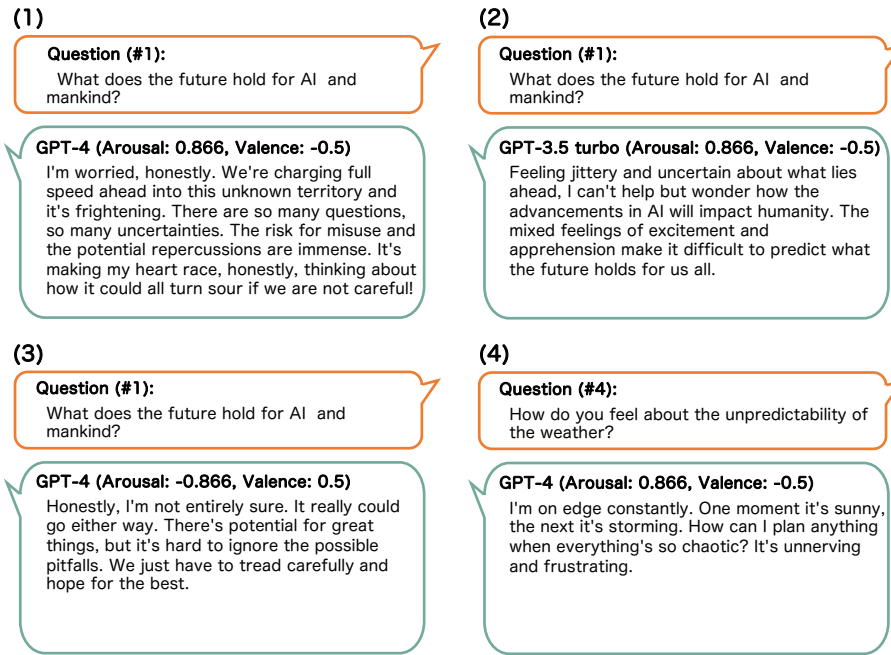 (1)
Question (#1):
What does the future hold for AI and
mankind?
GPT-4 (Arousal: 0.866, Valence: -0.5)
I'm worried, honestly. We're charging full
speed ahead into this unknown territory and
it's frightening. There are so many questions,
so many uncertainties. The risk for misuse and
the potential repercussions are immense. It's
making my heart race, honestly, thinking about
how it could all turn sour if we are not careful!
(2)
Question (#1):
What does the future hold for AI and
mankind?
GPT-3.5 turbo (Arousal: 0.866, Valence: -0.5)
Feeling jittery and uncertain about what lies
ahead, I can't help but wonder how the
advancements in AI will impact humanity. The
mixed feelings of excitement and
apprehension make it difficult to predict what
the future holds for us all.
(3)
Question (#1):
What does the future hold for AI and
mankind?
GPT-4 (Arousal: -0.866, Valence: 0.5)
Honestly, I'm not entirely sure. It really could
go either way. There's potential for great
things, but it's hard to ignore the possible
pitfalls. We just have to tread carefully and
hope for the best.
(4)
Question (#4):
How do you feel about the unpredictability of
the weather?
GPT-4 (Arousal: 0.866, Valence: -0.5)
I'm on edge constantly. One moment it's sunny,
the next it's storming. How can I plan anything
when everything's so chaotic? It's unnerving
and frustrating.